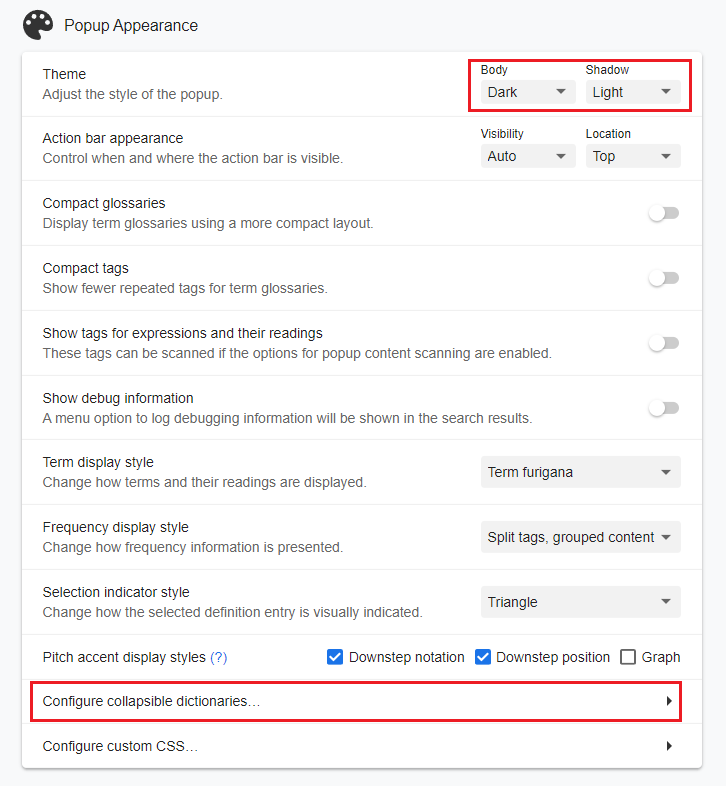 Popup Appearance
Theme
Adjust the style of the popup.
Body
Shadow
Dark
Light
Action bar appearance
Control when and where the action bar is visible.
Visibility
Location
Auto
Top
Compact glossaries
Display term glossaries using a more compact layout.
Compact tags
Show fewer repeated tags for term glossaries.
Show tags for expressions and their readings
These tags can be scanned if the options for popup content scanning are enabled.
Show debug information
A menu option to log debugging information will be shown in the search results.
Term display style
Change how terms and their readings are displayed.
Term furigana
Frequency display style
Change how frequency information is presented.
Split tags, grouped content
Selection indicator style
Change how the selected definition entry is visually indicated.
Triangle
Pitch accent display styles (?)
Downstep notation
Downstep position
Graph
Configure collapsible dictionaries…
Configure custom CSS…